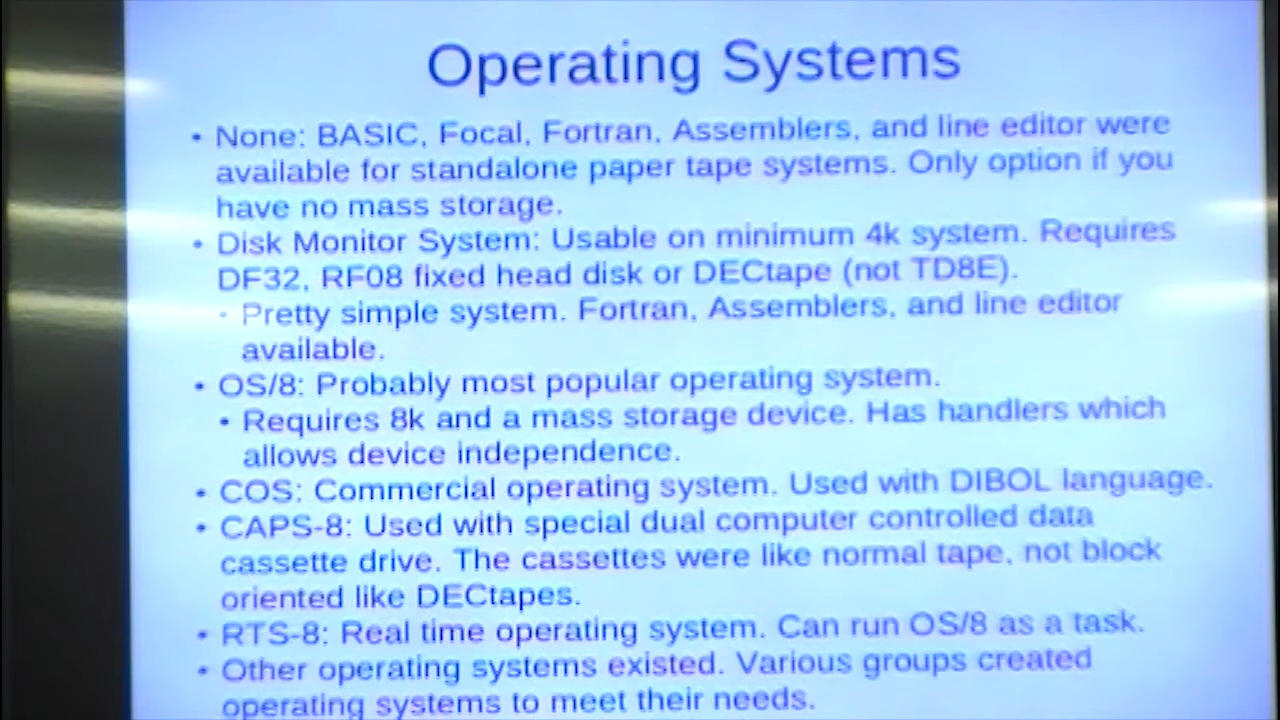 Operating Systems
• None: BASIC, Focal, Fortran, Assemblers, and line editor were
available for standalone paper tape systems. Only option if you
have no mass storage.
• Disk Monitor System: Usable on minimum 4k system. Requires
DF32, RF08 fixed head disk or DECtape (not TD8E).
• Pretty simple system. Fortran, Assemblers, and line editor
available.
• OS/8: Probably most popular operating system.
• Requires 8k and a mass storage device. Has handlers which
allows device independence.
• COS: Commercial operating system. Used with DIBOL language.
• CAPS-8: Used with special dual computer controlled data
cassette drive. The cassettes were like normal tape, not block
oriented like DECtapes.
• RTS-8: Real time operating system. Can run OS/8 as a task.
• Other operating systems existed. Various groups created
operating systems to meet their needs.